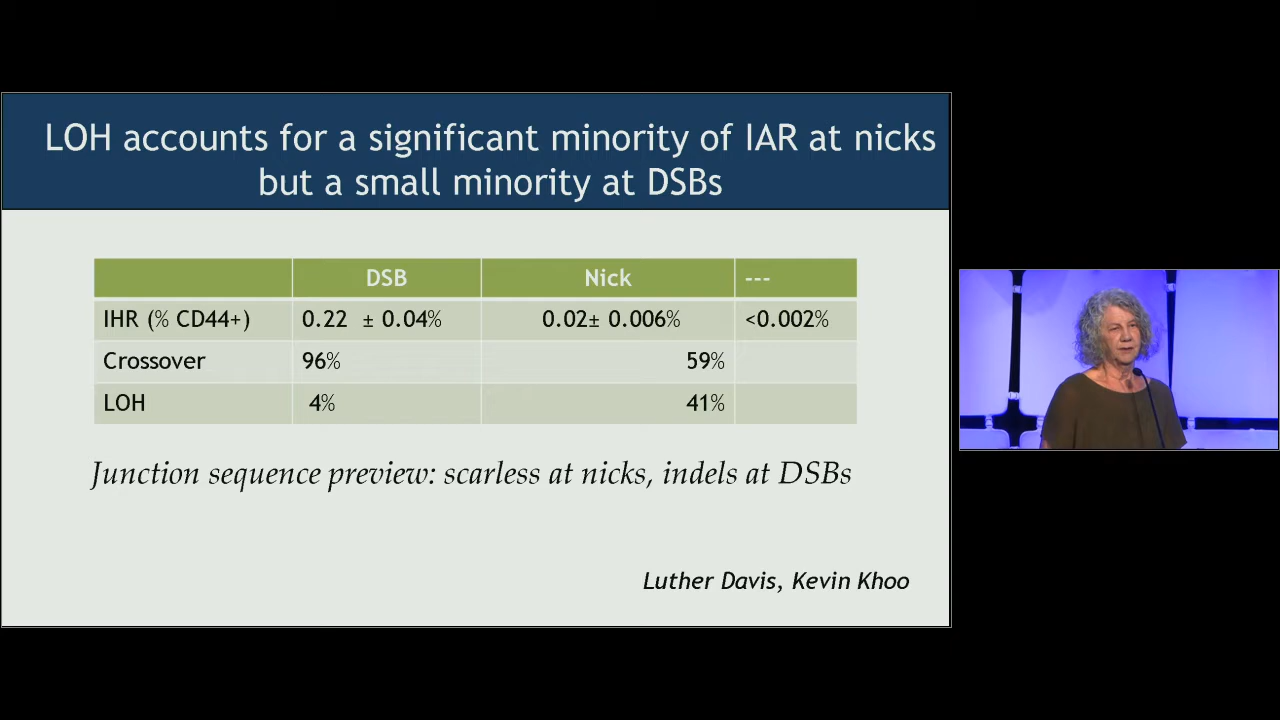 LOH accounts for a significant minority of IAR at nicks
but a small minority at DSBs
DSB Nick ---
IHR (% CD44+) 0.22 ± 0.04% 0.02± 0.006% <0.002%
Crossover 96% 59%
LOH 4% 41%
Junction sequence preview: scarless at nicks, indels at DSBs
Luther Davis, Kevin Khoo